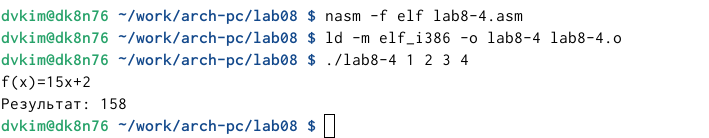 dvkim@dk8n76 ~/work/arch-pc/lab08 $ nasm -f elf lab8-4.asm
dvkim@dk8n76 ~/work/arch-pc/lab08 $ ld -m elf_i386 -o lab8-4 lab8-4.o
dvkim@dk8n76 ~/work/arch-pc/lab08 $ ./lab8-4 1 2 3 4
f(x)=15x+2
Результат: 158
dvkim@dk8n76 ~/work/arch-pc/lab08 $